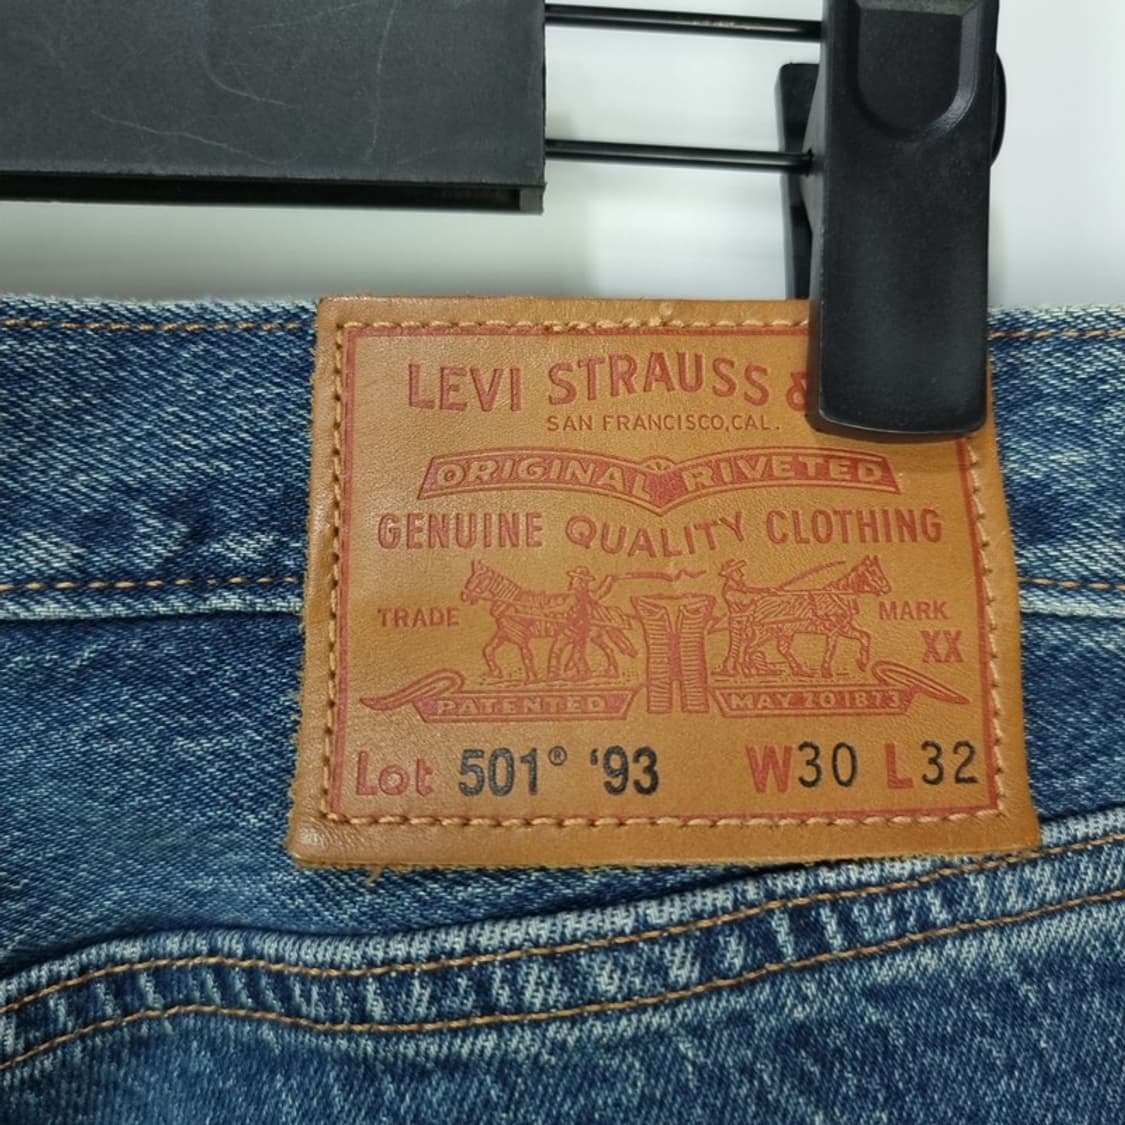 LEVI STRAUSS &
SAN FRANCISCO, CAL.
ORIGINAL RIVETED
GENUINE QUALITY CLOTHING
TRADE MARK
XX
PATENTED MAY 20 1873
Lot 501® ‘93 W30 L32